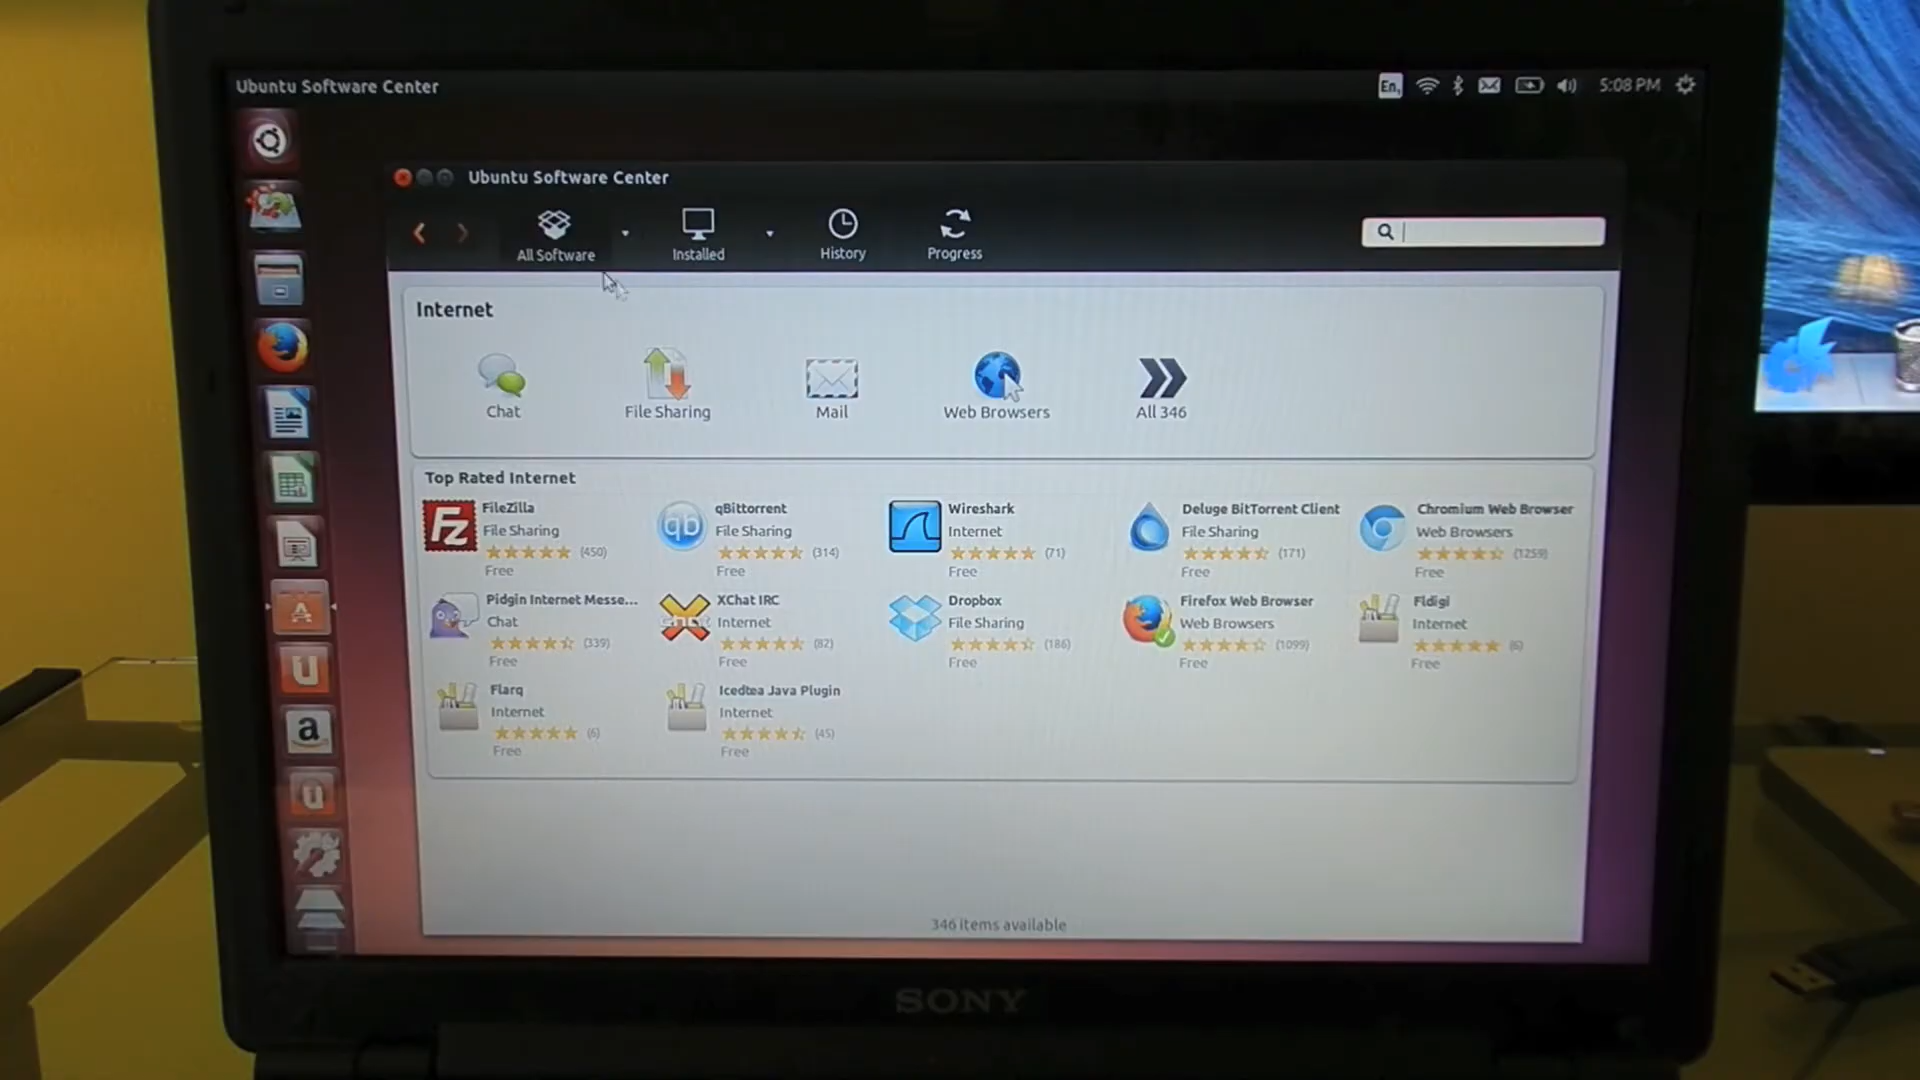 Ubuntu Software Center
En
5:08 PM
Ubuntu Software Center
All Software
Installed
History
Progress
Internet
Chat
File Sharing
Mail
Web Browsers
All 346
Top Rated Internet
FileZilla
File Sharing
(450)
Free
qBittorrent
File Sharing
(314)
Free
Wireshark
Internet
(71)
Free
Deluge BitTorrent Client
File Sharing
(171)
Free
Chromium Web Browser
Web Browsers
(1259)
Free
Pidgin Internet Messe...
Chat
(339)
Free
XChat IRC
Internet
(82)
Free
Dropbox
File Sharing
(186)
Free
Firefox Web Browser
Web Browsers
(1099)
Free
Fldigi
Internet
(6)
Free
Flarq
Internet
(6)
Free
Icedtea Java Plugin
Internet
(45)
Free
346 items available
Fz
qb
a
SONY